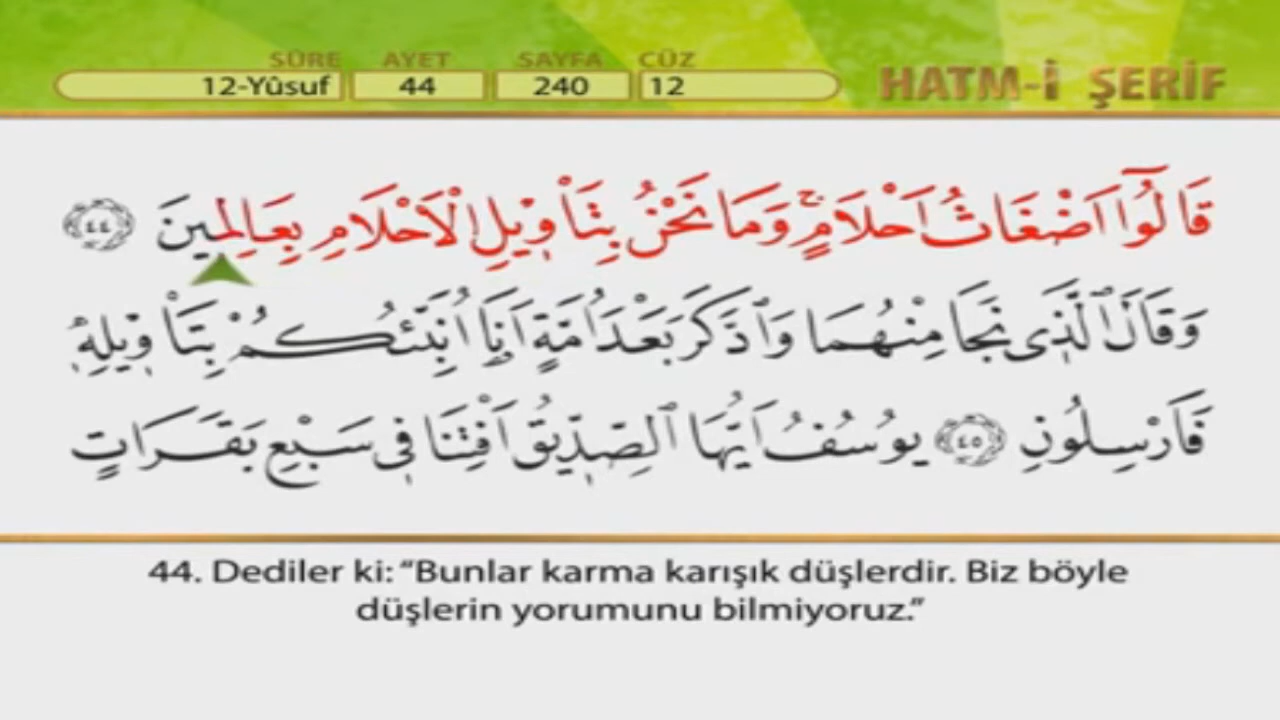 SÛRE AYET SAYFA CÜZ
12-Yûsuf 44 240 12
HATM-İ ŞERİF
قَالُٓوا اَضْغَاثُ اَحْلَامٍۚ وَمَا نَحْنُ بِتَأْو۪يلِ الْاَحْلَامِ بِعَالِم۪ينَ ﴿٤٤﴾
وَقَالَ الَّذ۪ي نَجَا مِنْهُمَا وَادَّكَرَ بَعْدَ اُمَّةٍ اَنَا۬ اُنَبِّئُكُمْ بِتَأْو۪يلِه۪
فَاَرْسِلُونِ ﴿٤٥﴾ يُوسُفُ اَيُّهَا الصِّدّ۪يقُ اَفْتِنَا ف۪ي سَبْعِ بَقَرَاتٍ
44. Dediler ki: “Bunlar karma karışık düşlerdir. Biz böyle
düşlerin yorumunu bilmiyoruz.”